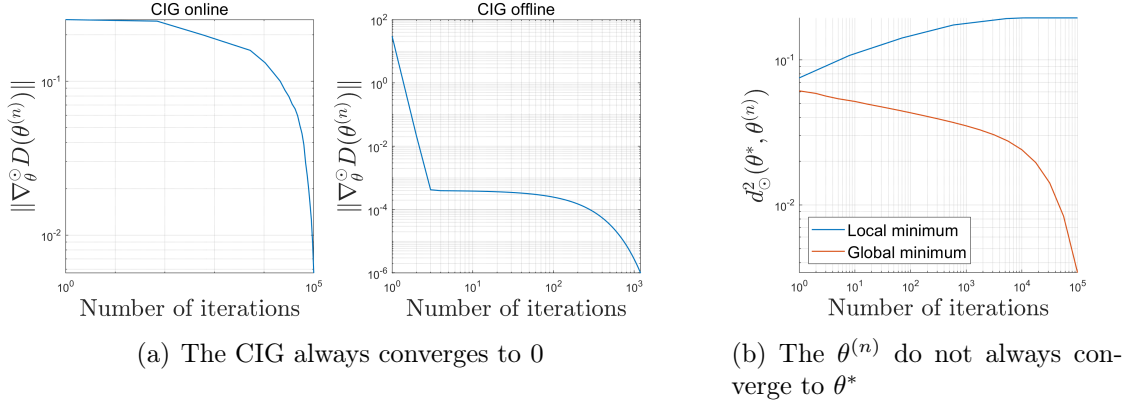 CIG online
CIG offline
‖∇_θ^⊙ D(θ^(n))‖
10^-1
10^-2
10^0
10^5
Number of iterations
‖∇_θ^⊙ D(θ^(n))‖
10^2
10^0
10^-2
10^-4
10^-6
10^0
10^1
10^2
10^3
Number of iterations
(a) The CIG always converges to 0
d_⊙^2(θ*, θ^(n))
10^-1
10^-2
Local minimum
Global minimum
10^0
10^1
10^2
10^3
10^4
10^5
Number of iterations
(b) The θ^(n) do not always con-
verge to θ*